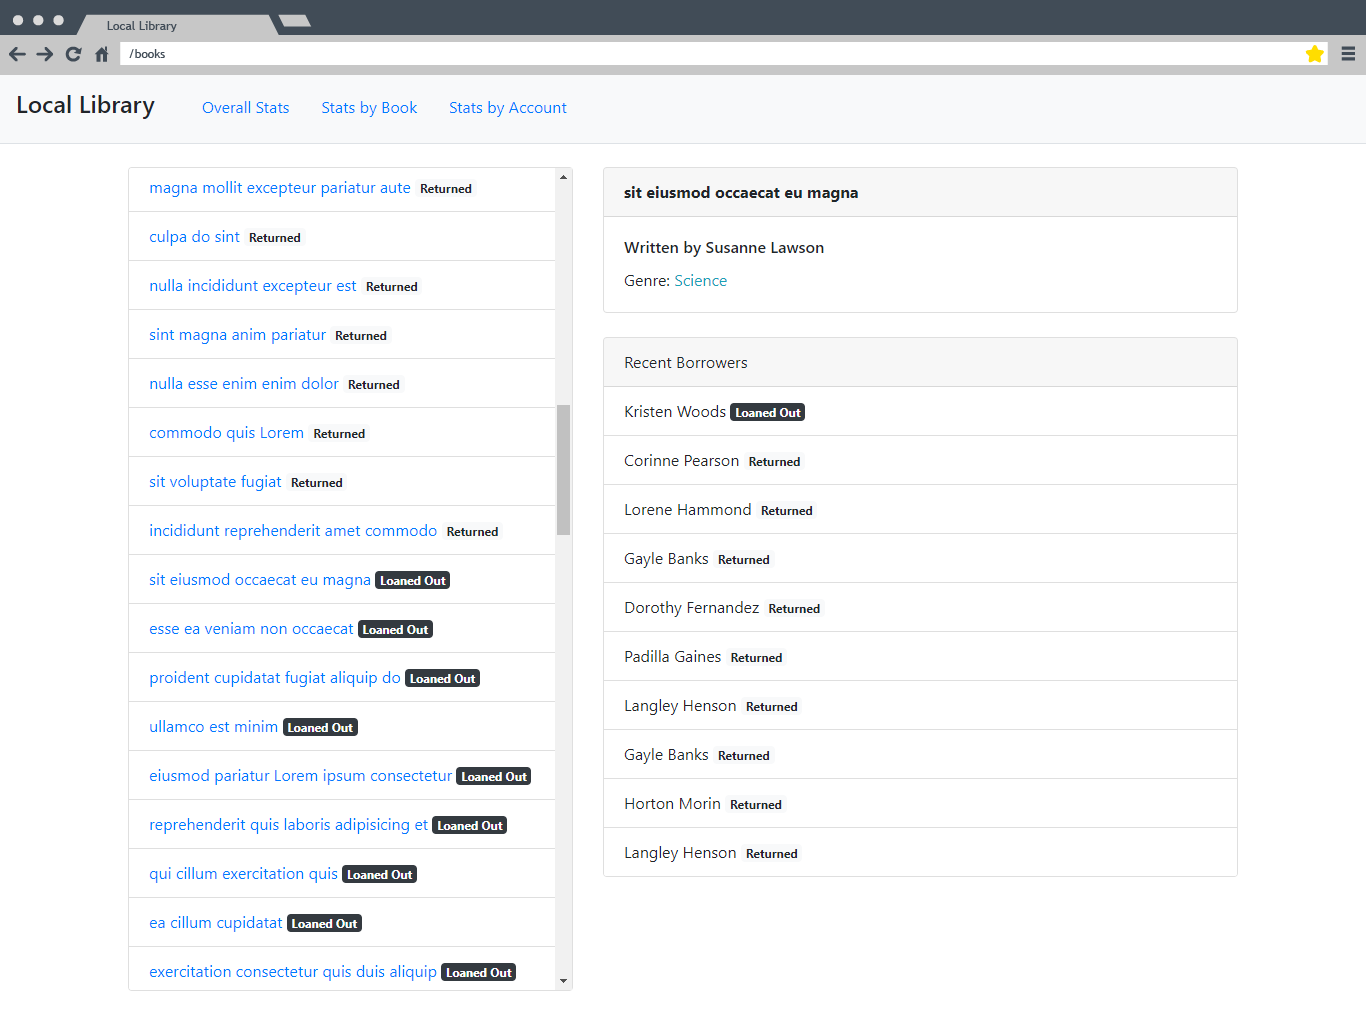 Local Library
/books
Local Library Overall Stats Stats by Book Stats by Account
magna mollit excepteur pariatur aute Returned
culpa do sint Returned
nulla incididunt excepteur est Returned
sint magna anim pariatur Returned
nulla esse enim enim dolor Returned
commodo quis Lorem Returned
sit voluptate fugiat Returned
incididunt reprehenderit amet commodo Returned
sit eiusmod occaecat eu magna Loaned Out
esse ea veniam non occaecat Loaned Out
proident cupidatat fugiat aliquip do Loaned Out
ullamco est minim Loaned Out
eiusmod pariatur Lorem ipsum consectetur Loaned Out
reprehenderit quis laboris adipisicing et Loaned Out
qui cillum exercitation quis Loaned Out
ea cillum cupidatat Loaned Out
exercitation consectetur quis duis aliquip Loaned Out
sit eiusmod occaecat eu magna
Written by Susanne Lawson
Genre: Science
Recent Borrowers
Kristen Woods Loaned Out
Corinne Pearson Returned
Lorene Hammond Returned
Gayle Banks Returned
Dorothy Fernandez Returned
Padilla Gaines Returned
Langley Henson Returned
Gayle Banks Returned
Horton Morin Returned
Langley Henson Returned